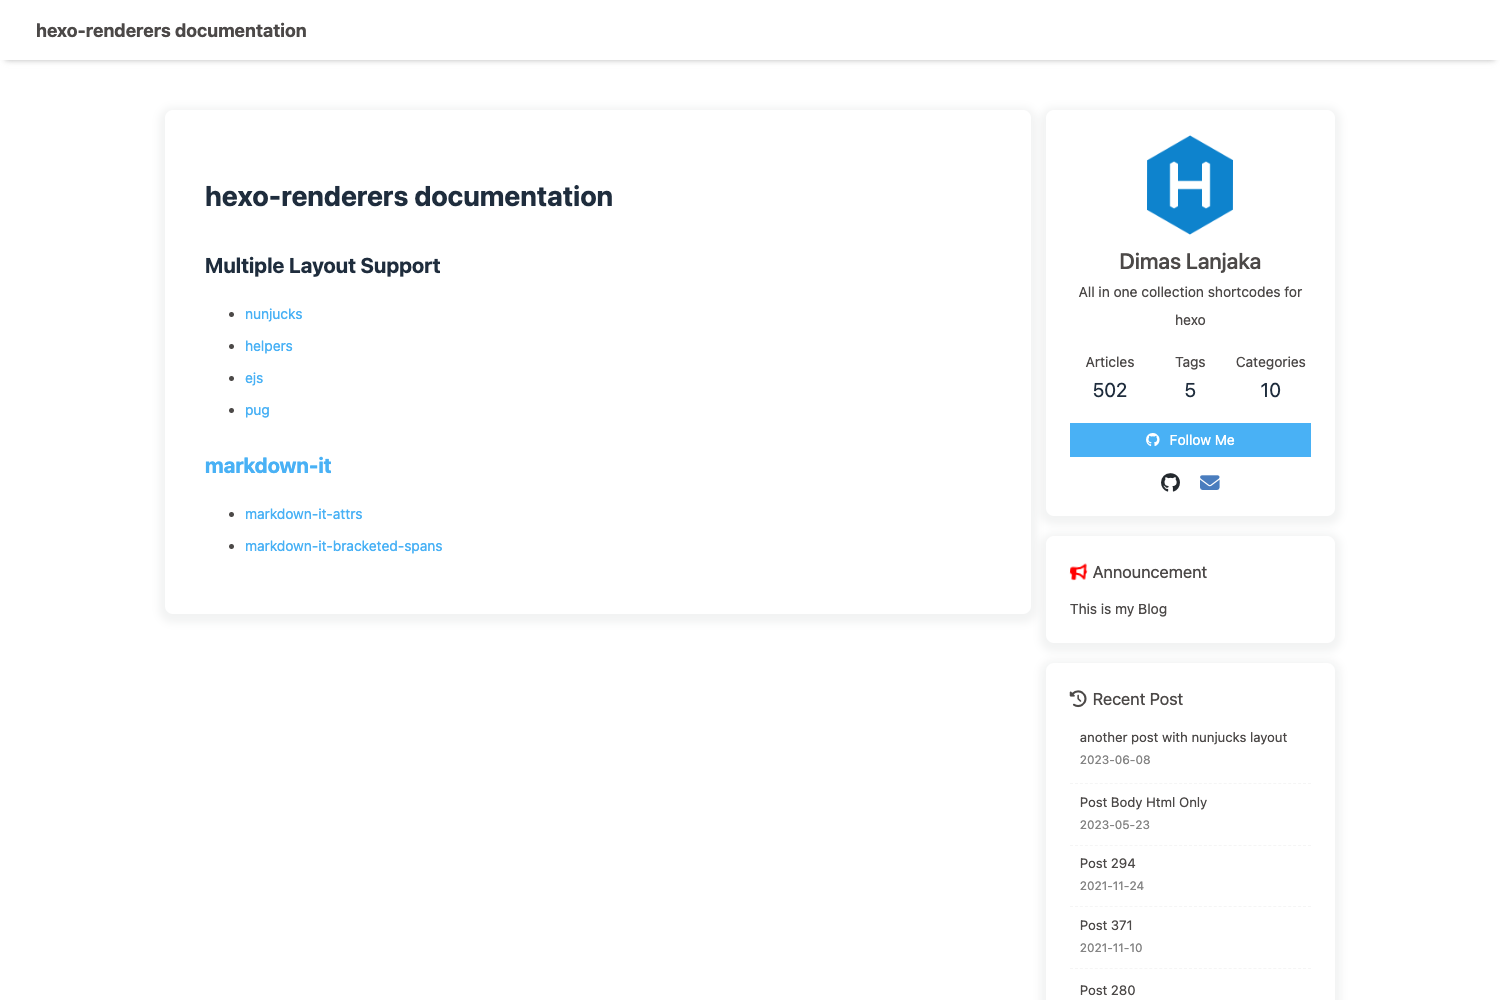 hexo-renderers documentation
hexo-renderers documentation
Multiple Layout Support
nunjucks
helpers
ejs
pug
markdown-it
markdown-it-attrs
markdown-it-bracketed-spans
H
Dimas Lanjaka
All in one collection shortcodes for
hexo
Articles Tags Categories
502 5 10
Follow Me
Announcement
This is my Blog
Recent Post
another post with nunjucks layout
2023-06-08
Post Body Html Only
2023-05-23
Post 294
2021-11-24
Post 371
2021-11-10
Post 280